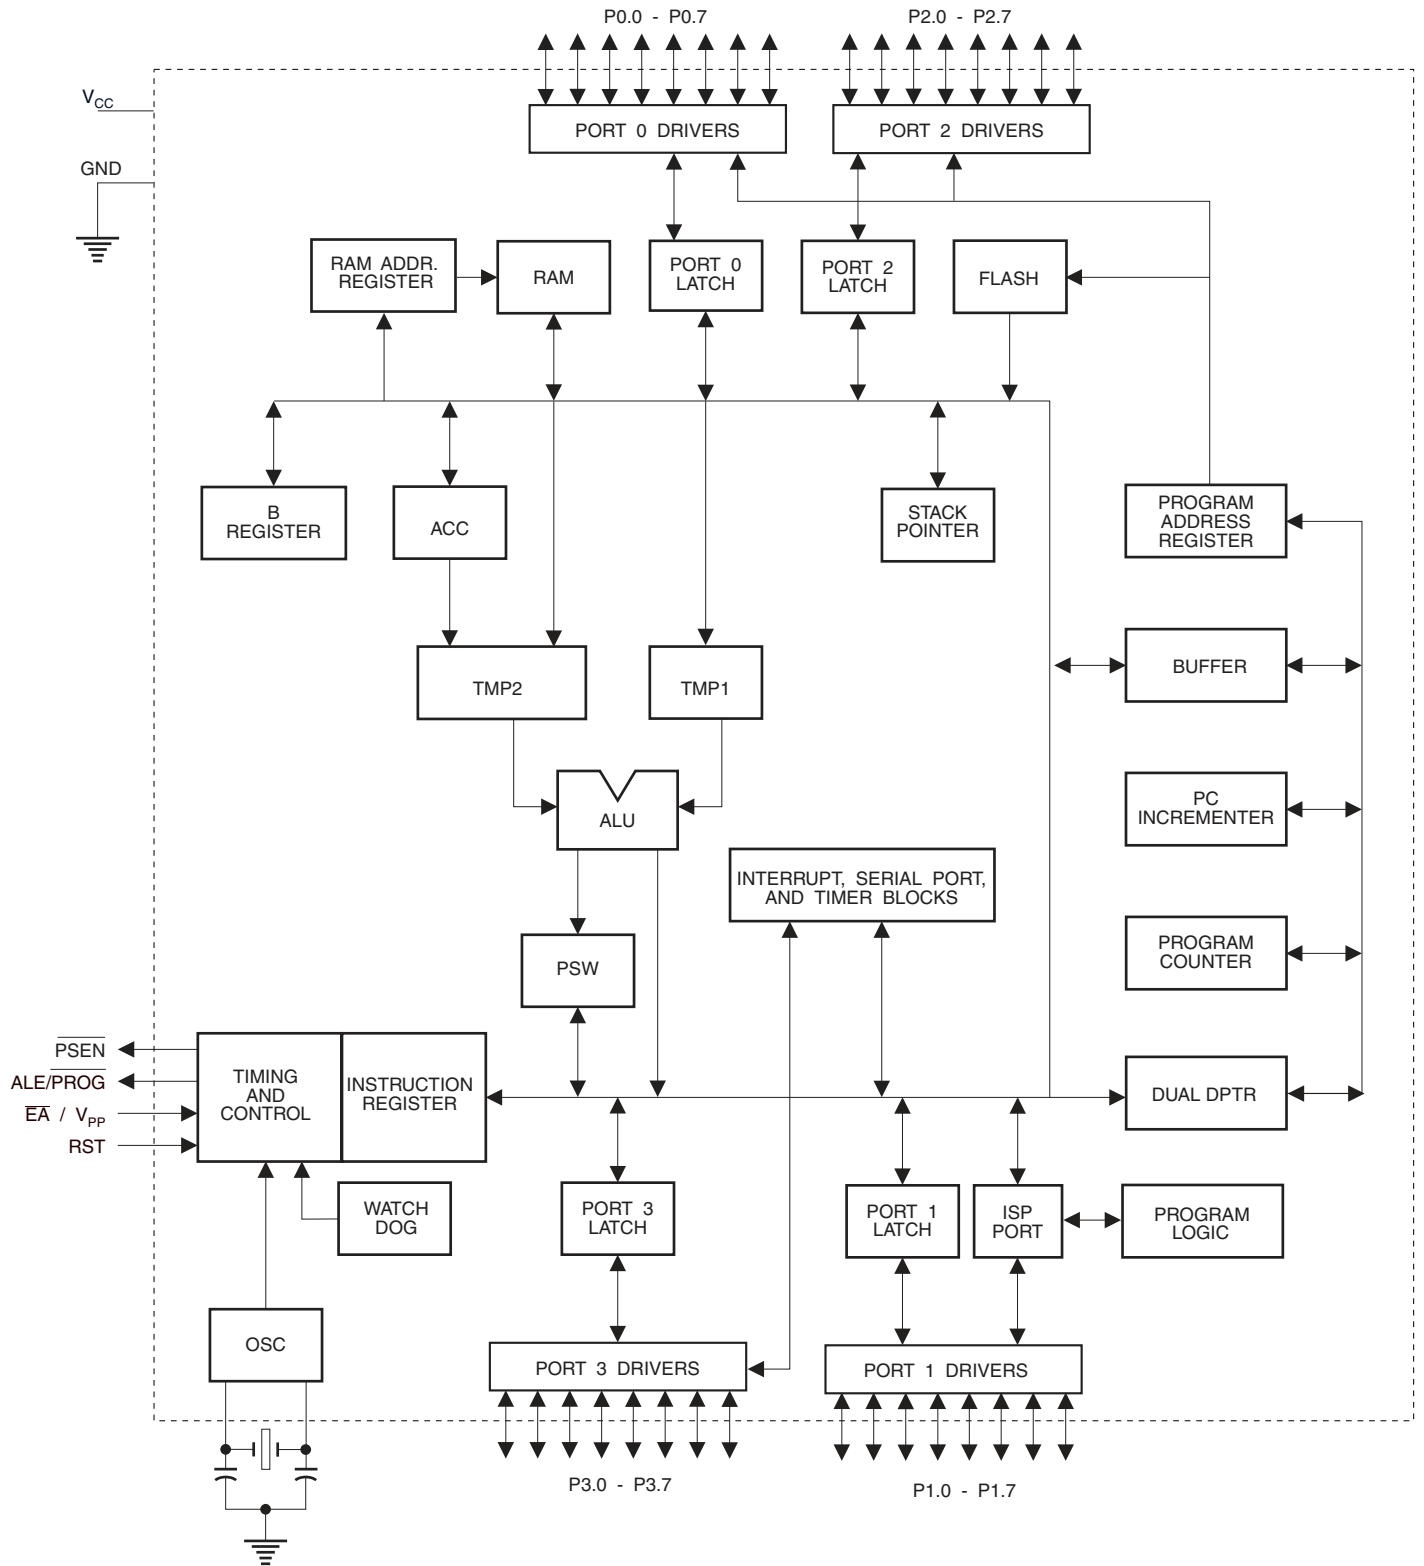 P0.0 - P0.7
P2.0 - P2.7
VCC
PORT 0 DRIVERS
PORT 2 DRIVERS
GND
RAM ADDR.
REGISTER
RAM
PORT 0
LATCH
PORT 2
LATCH
FLASH
B
REGISTER
ACC
STACK
POINTER
PROGRAM
ADDRESS
REGISTER
TMP2
TMP1
BUFFER
ALU
PC
INCREMENTER
INTERRUPT, SERIAL PORT,
AND TIMER BLOCKS
PSW
PROGRAM
COUNTER
PSEN
ALE/PROG
EA / VPP
RST
TIMING
AND
CONTROL
INSTRUCTION
REGISTER
DUAL DPTR
WATCH
DOG
PORT 3
LATCH
PORT 1
LATCH
ISP
PORT
PROGRAM
LOGIC
OSC
PORT 3 DRIVERS
PORT 1 DRIVERS
P3.0 - P3.7
P1.0 - P1.7